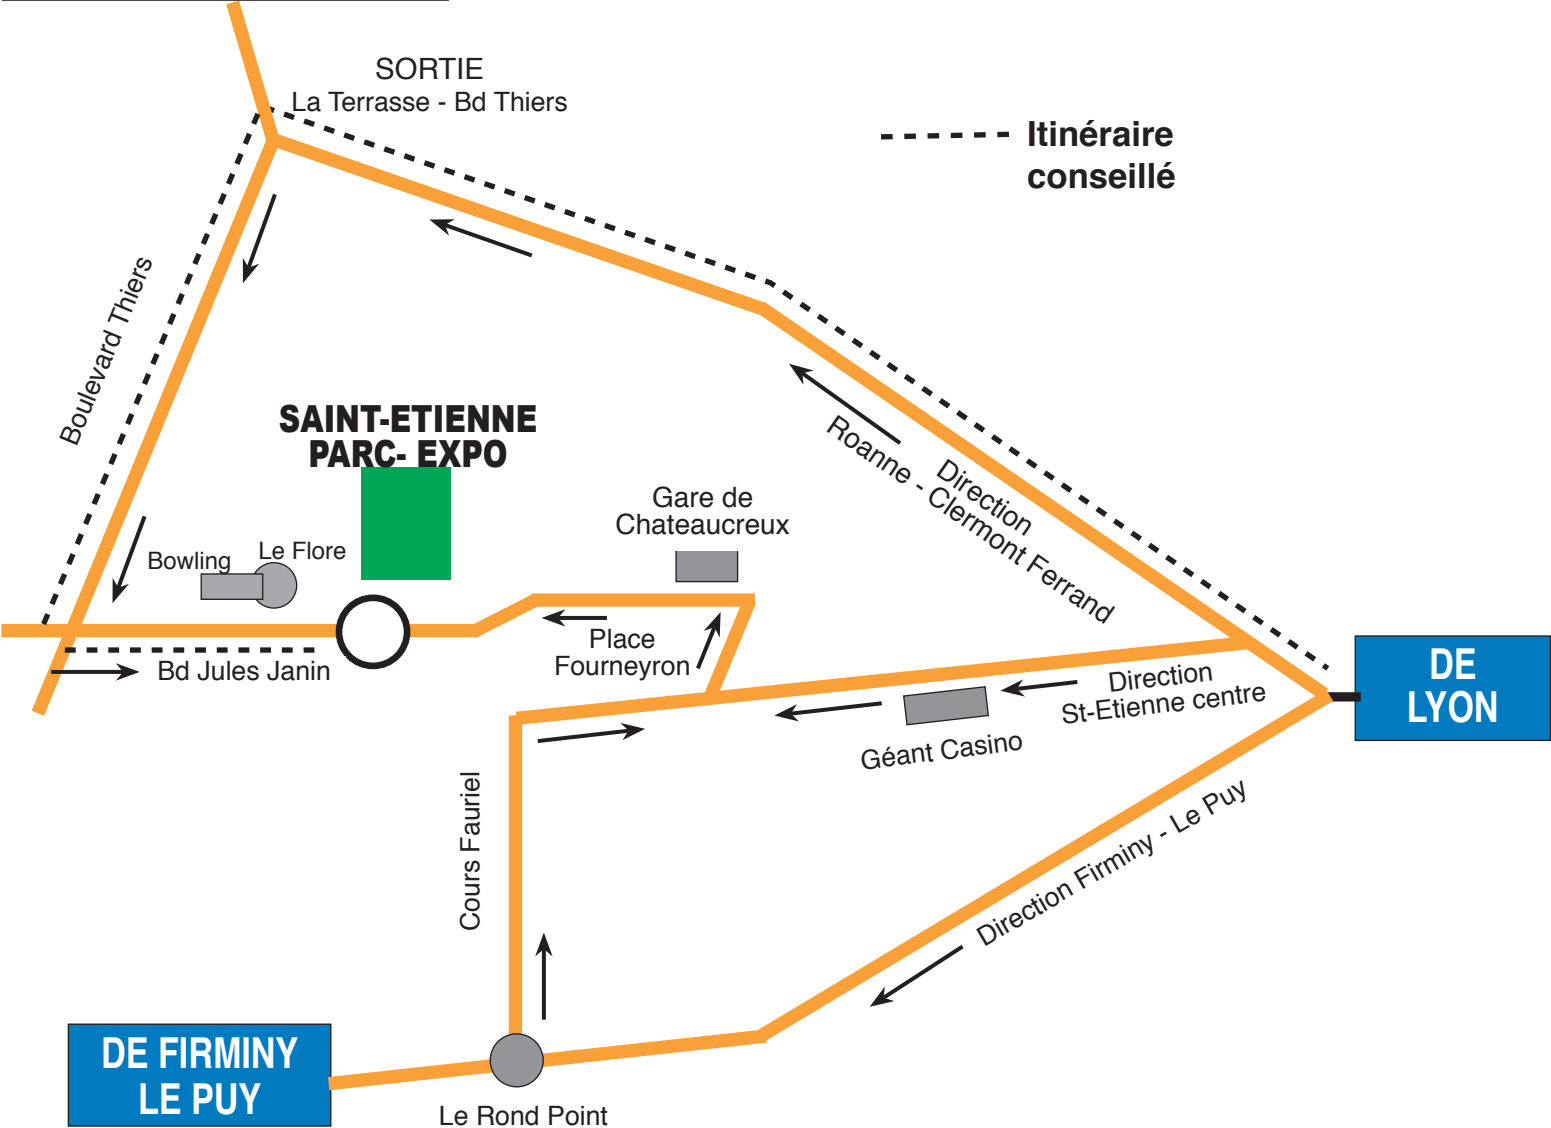 SORTIE
La Terrasse - Bd Thiers
Itinéraire
conseillé
Boulevard Thiers
SAINT-ETIENNE
PARC- EXPO
Direction
Roanne - Clermont Ferrand
Gare de
Chateaucreux
Bowling
Le Flore
Place
Fourneyron
Bd Jules Janin
DE
LYON
Direction
St-Etienne centre
Géant Casino
Cours Fauriel
Direction Firminy - Le Puy
DE FIRMINY
LE PUY
Le Rond Point